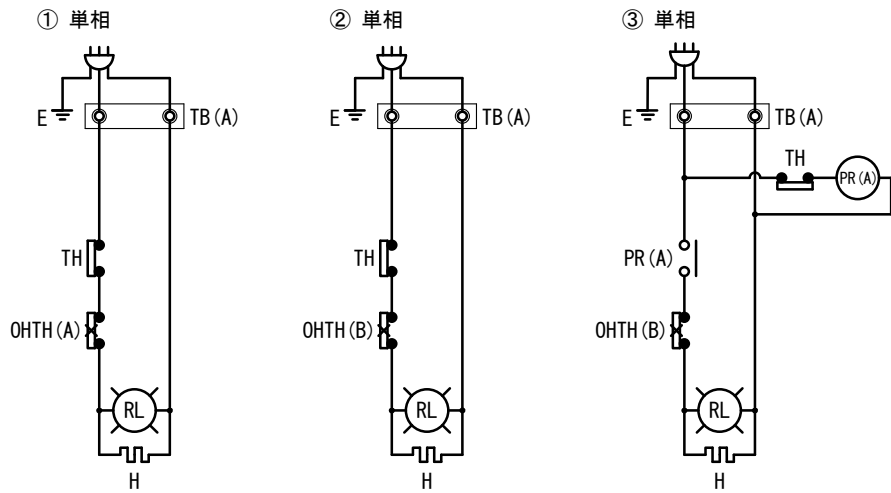 ① 単相
E
TB(A)
TH
OHTH(A)
RL
H
② 単相
E
TB(A)
TH
OHTH(B)
RL
H
③ 単相
E
TB(A)
TH
PR(A)
PR(A)
OHTH(B)
RL
H